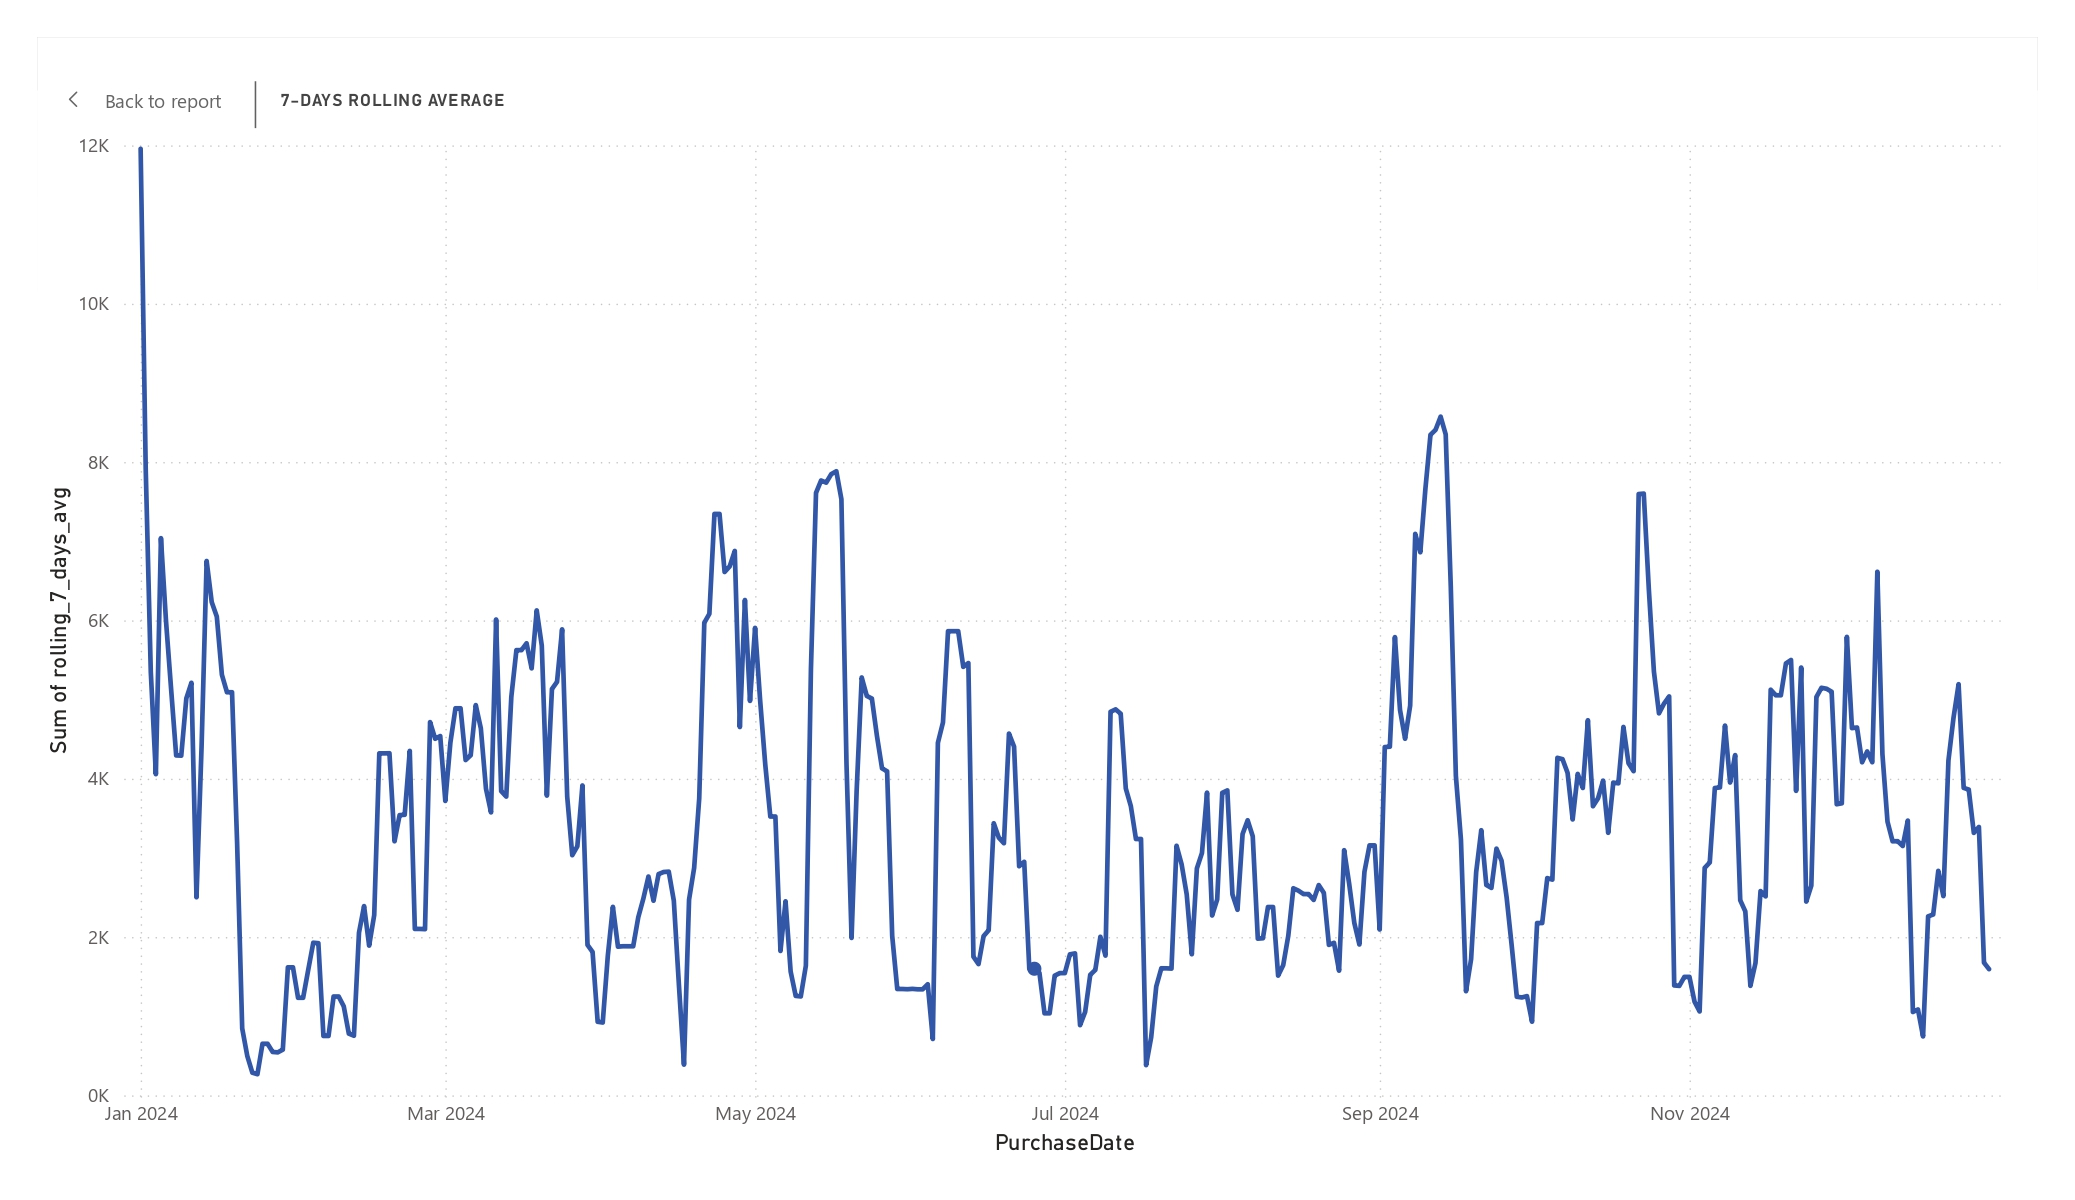 Back to report
7-DAYS ROLLING AVERAGE
12K
10K
8K
6K
4K
2K
0K
Sum of rolling_7_days_avg
Jan 2024 Mar 2024 May 2024 Jul 2024 Sep 2024 Nov 2024
PurchaseDate